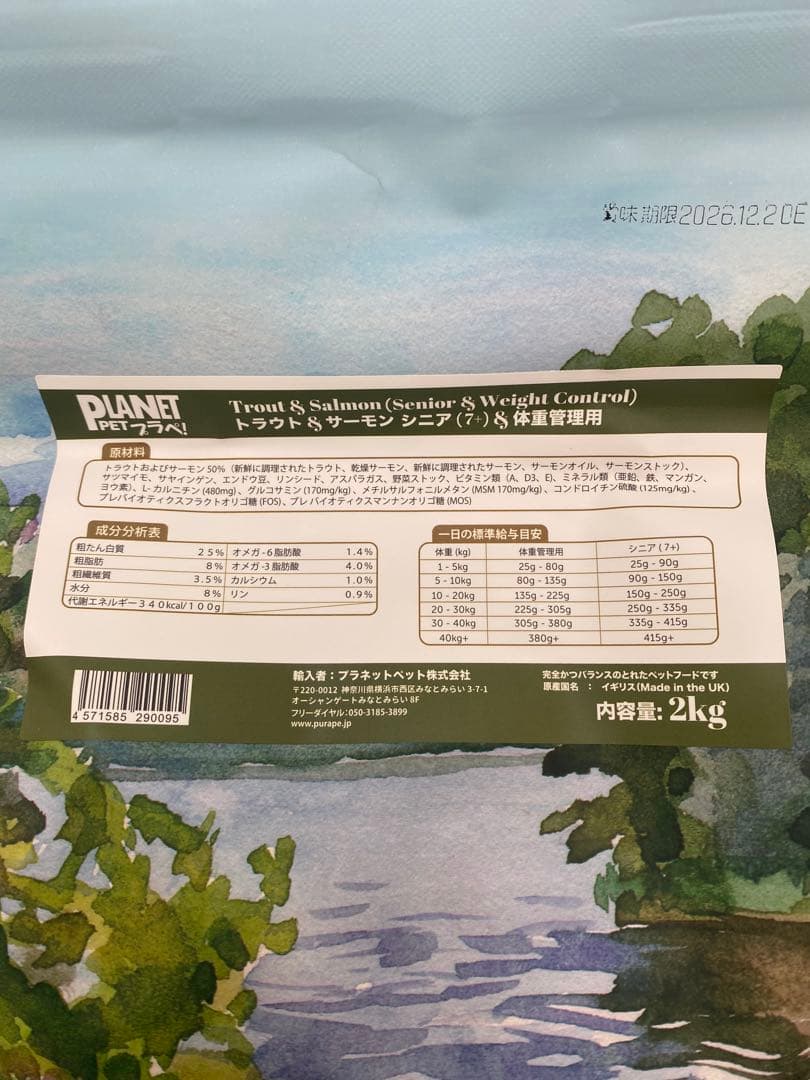 賞味期限2026.12.20E
PLANET
PET プラペ!
Trout & Salmon (Senior & Weight Control)
トラウト & サーモン シニア (7+) & 体重管理用
原材料
トラウトおよびサーモン 50%（新鮮に調理されたトラウト、乾燥サーモン、新鮮に調理されたサーモン、サーモンオイル、サーモンストック）、
サツマイモ、サヤインゲン、エンドウ豆、リンシード、アスパラガス、野菜ストック、ビタミン類（A、D3、E)、ミネラル類（亜鉛、鉄、マンガン、
ヨウ素）、L- カルニチン (480mg) 、グルコサミン (170mg/kg) 、メチルサルフォニルメタン (MSM 170mg/kg) 、コンドロイチン硫酸 (125mg/kg) 、
プレバイオティクスフラクトオリゴ糖 (FOS)、プレバイオティクスマンナンオリゴ糖 (MOS)
成分分析表
粗たん白質 25% オメガ-6脂肪酸 1.4%
粗脂肪 8% オメガ-3脂肪酸 4.0%
粗繊維質 3.5% カルシウム 1.0%
水分 8% リン 0.9%
代謝エネルギー340kcal/100g
一日の標準給与目安
体重 (kg) 体重管理用 シニア (7+)
1 - 5kg 25g - 80g 25g - 90g
5 - 10kg 80g - 135g 90g - 150g
10 - 20kg 135g - 225g 150g - 250g
20 - 30kg 225g - 305g 250g - 335g
30 - 40kg 305g - 380g 335g - 415g
40kg+ 380g+ 415g+
4 571585 290095
輸入者：プラネットペット株式会社
〒220-0012 神奈川県横浜市西区みなとみらい 3-7-1
オーシャンゲートみなとみらい 8F
フリーダイヤル：050-3185-3899
www.purape.jp
完全かつバランスのとれたペットフードです
原産国名 ： イギリス（Made in the UK)
内容量: 2kg